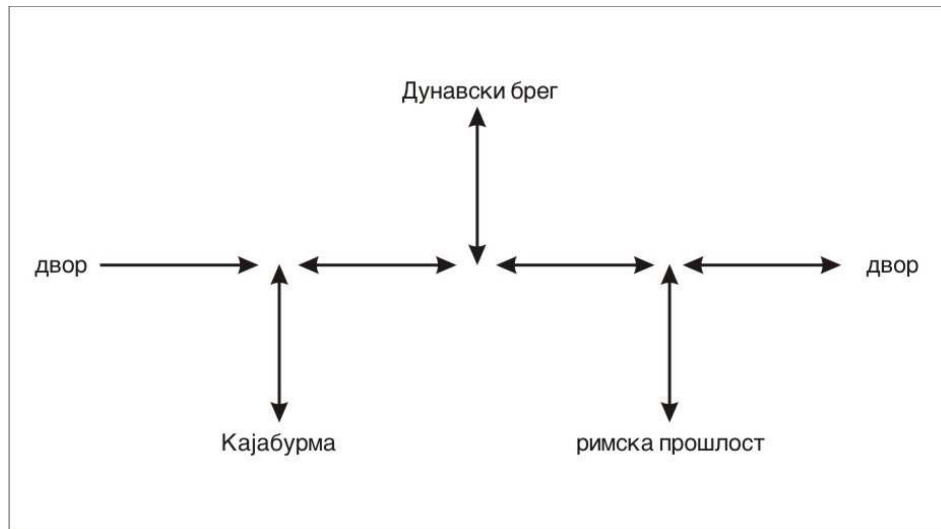 Дунавски брег
двор
двор
Кајабурма
римска прошлост